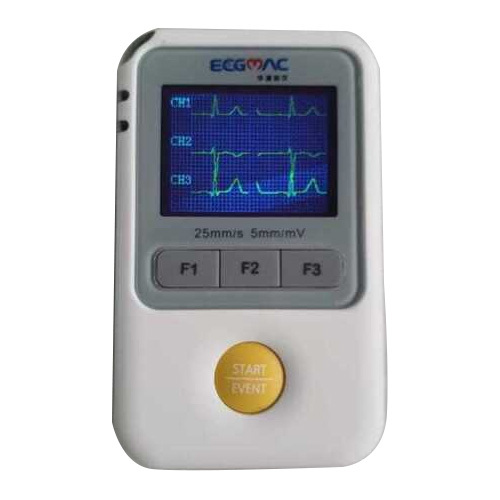 ECGMAC
CH1
CH2
CH3
25mm/s 5mm/mV
F1 F2 F3
START
EVENT